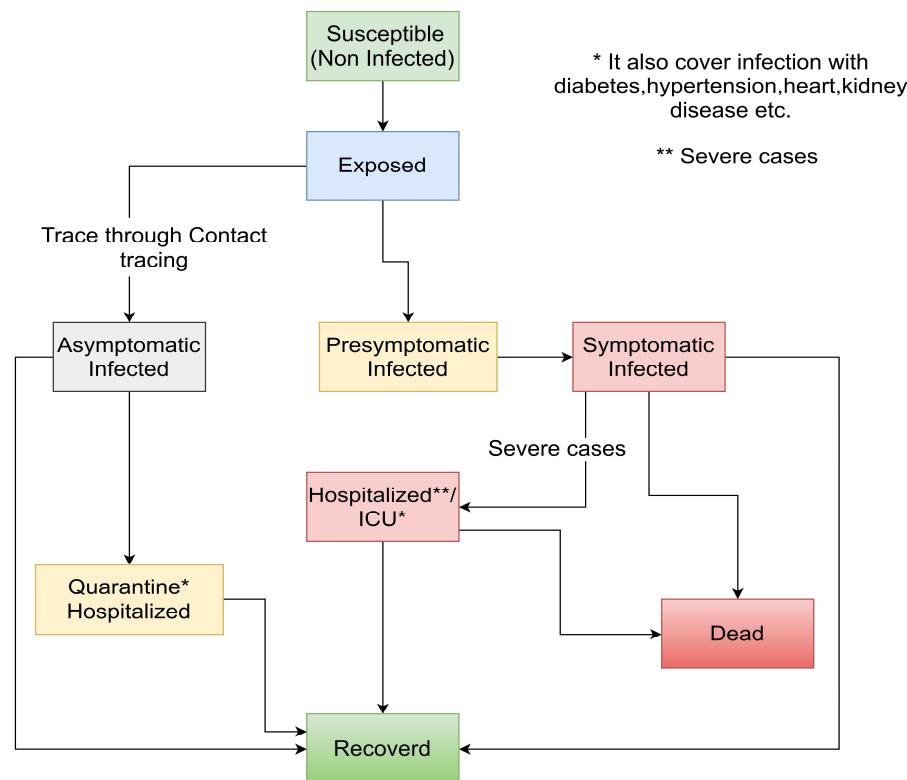 Susceptible
(Non Infected)
* It also cover infection with
diabetes,hypertension,heart,kidney
disease etc.
** Severe cases
Exposed
Trace through Contact
tracing
Asymptomatic
Infected
Presymptomatic
Infected
Symptomatic
Infected
Severe cases
Hospitalized**/
ICU*
Quarantine*
Hospitalized
Dead
Recoverd